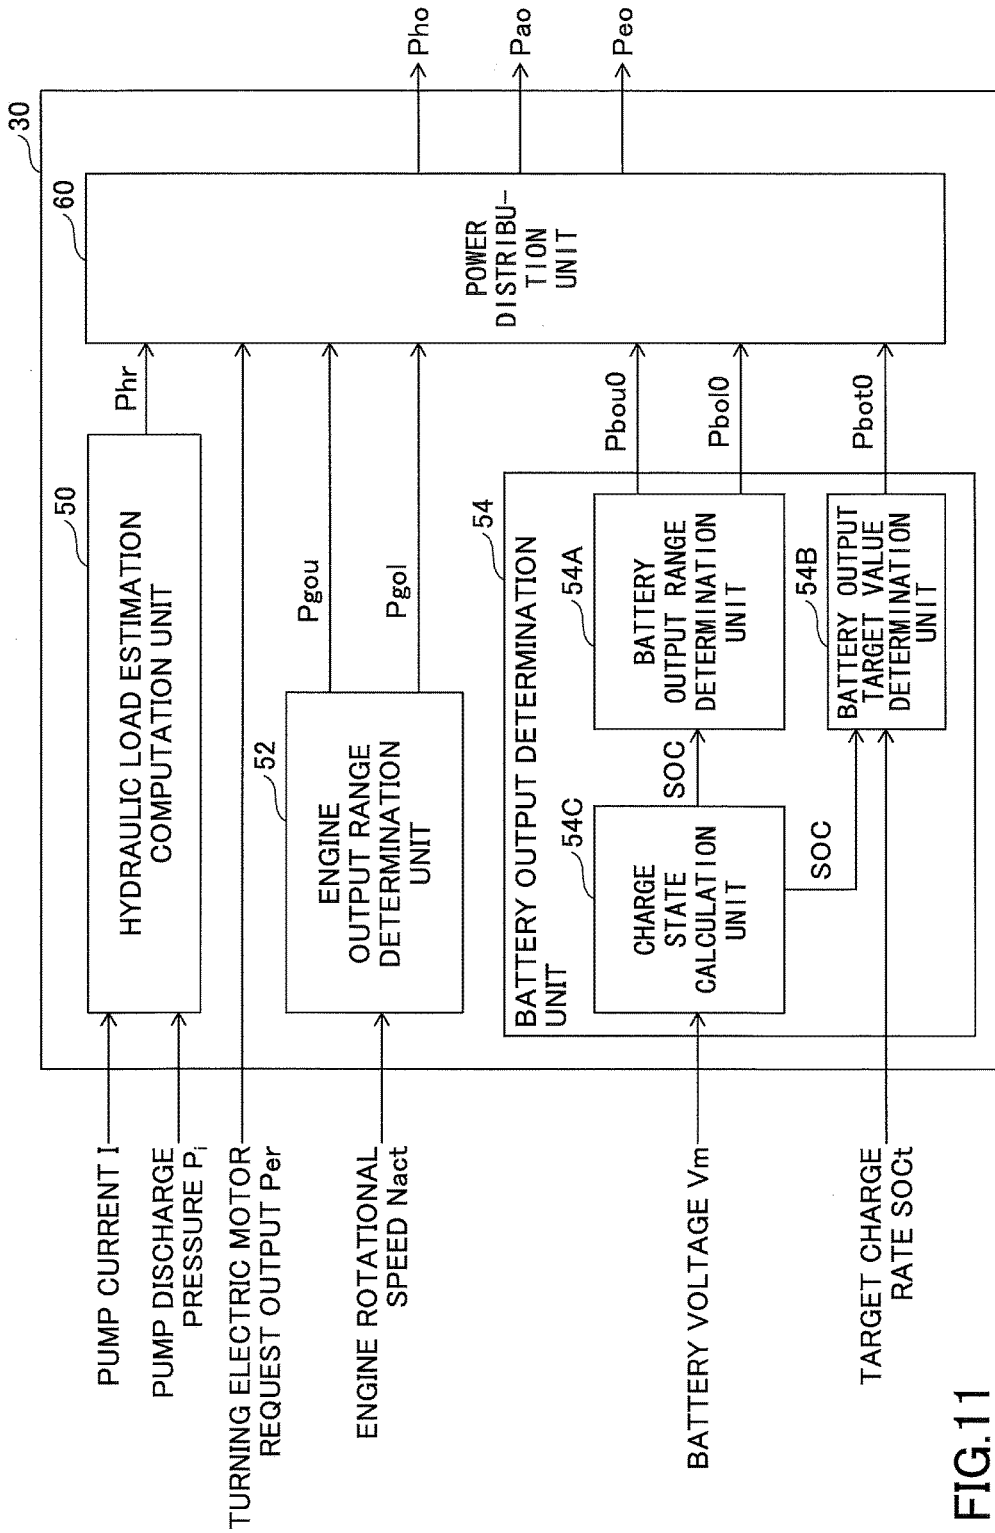 30
60
POWER
DISTRIBU-
TION
UNIT
Pho
Pao
Peo
50
HYDRAULIC LOAD ESTIMATION
COMPUTATION UNIT
Phr
PUMP CURRENT I
PUMP DISCHARGE
PRESSURE Pi
TURNING ELECTRIC MOTOR
REQUEST OUTPUT Per
52
ENGINE
OUTPUT RANGE
DETERMINATION
UNIT
Pgou
Pgol
ENGINE ROTATIONAL
SPEED Nact
54
BATTERY OUTPUT DETERMINATION
UNIT
54C
CHARGE
STATE
CALCULATION
UNIT
SOC
SOC
54A
BATTERY
OUTPUT RANGE
DETERMINATION
UNIT
Pbou0
Pbol0
54B
BATTERY OUTPUT
TARGET VALUE
DETERMINATION
UNIT
Pbot0
BATTERY VOLTAGE Vm
TARGET CHARGE
RATE SOCt
FIG.11